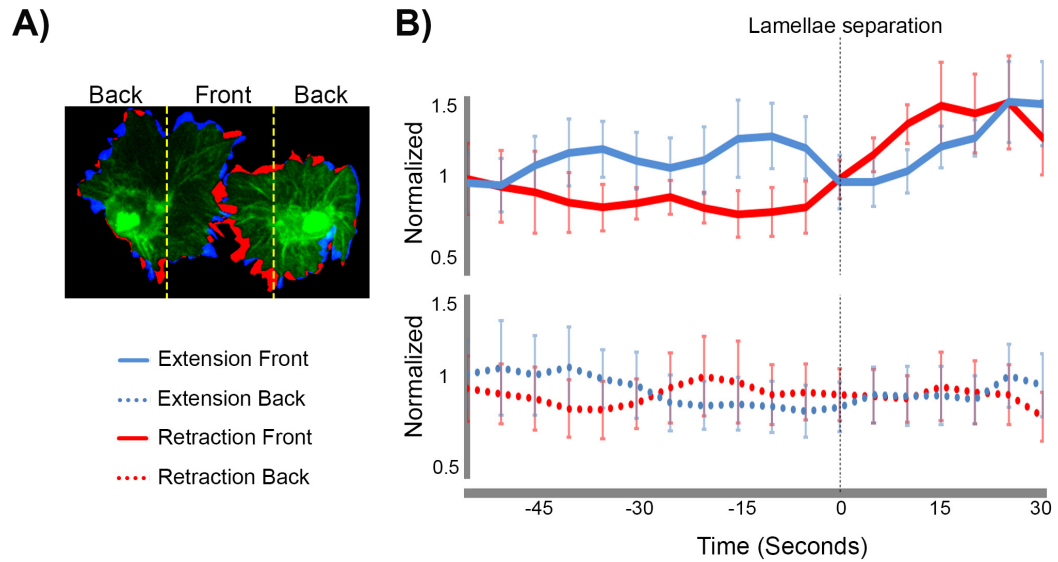 A)
Back Front Back
Extension Front
Extension Back
Retraction Front
Retraction Back
B)
Lamellae separation
Normalized
1.5
1
0.5
Normalized
1.5
1
0.5
-45 -30 -15 0 15 30
Time (Seconds)